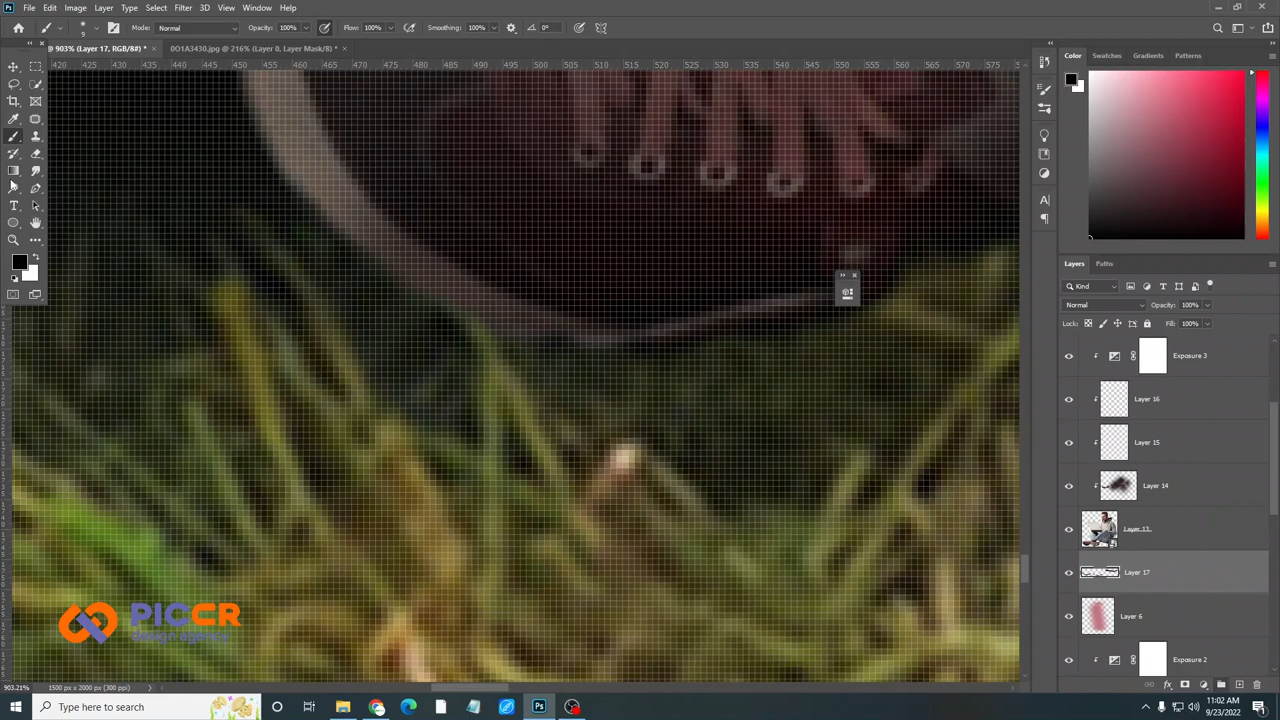 File Edit Image Layer Type Select Filter 3D View Window Help
Mode: Normal Opacity: 100% Flow: 100% Smoothing: 100% 0°
@ 903% (Layer 17, RGB/8#) * × 001A3430.jpg @ 216% (Layer 0, Layer Mask/8) * ×
420 430 435 440 445 450 455 460 465 470 475 480 485 490 495 500 505 510 515 520 525 530 535 540 545 550 555 560 565 570 575
Color Swatches Gradients Patterns
Layers Paths
Kind
Normal Opacity: 100%
Lock: Fill: 100%
Exposure 3
Layer 16
Layer 15
Layer 14
Layer 13
Layer 17
Layer 6
Exposure 2
PICCR
design agency
903.21% 1500 px x 2000 px (300 ppi)
Type here to search
11:02 AM
9/23/2022